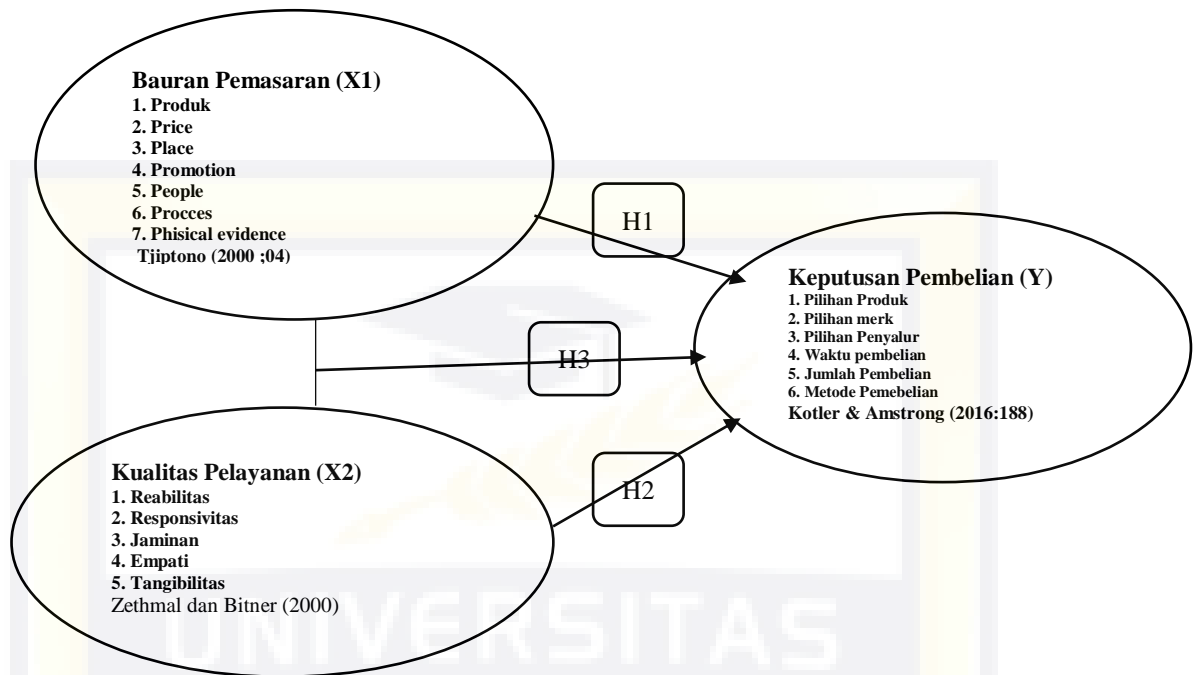 Bauran Pemasaran (X1)
1. Produk
2. Price
3. Place
4. Promotion
5. People
6. Procces
7. Phisical evidence
Tjiptono (2000 ;04)
H1
Keputusan Pembelian (Y)
1. Pilihan Produk
2. Pilihan merk
3. Pilihan Penyalur
4. Waktu pembelian
5. Jumlah Pembelian
6. Metode Pemebelian
Kotler & Amstrong (2016:188)
H3
Kualitas Pelayanan (X2)
1. Reabilitas
2. Responsivitas
3. Jaminan
4. Empati
5. Tangibilitas
Zethmal dan Bitner (2000)
H2
UNIVERSITAS